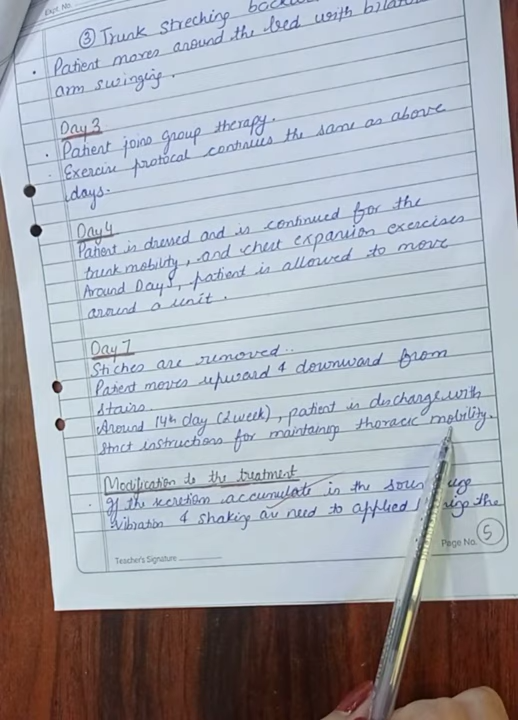 Expt. No.
③ Trunk streching
Patient moves around the bed with
arm swinging.
Day 3
· Patient joins group therapy.
· Exercise protocal continues the same as above
days.
Day 4
Patient is dressed and is continued for the
trunk mobility, and chest expansion exercises
Around Day 5, patient is allowed to move
around a unit.
Day 7
Stiches are removed..
Patient moves upward & downward from
stairs.
Around 14th day (2 week), patient is discharge with
strict instructions for maintaining thoracic mobility.
Modification to the treatment
· If the secretion accumulate in the
vibration & shaking are need to applied the
Teacher's Signature
Page No. 5